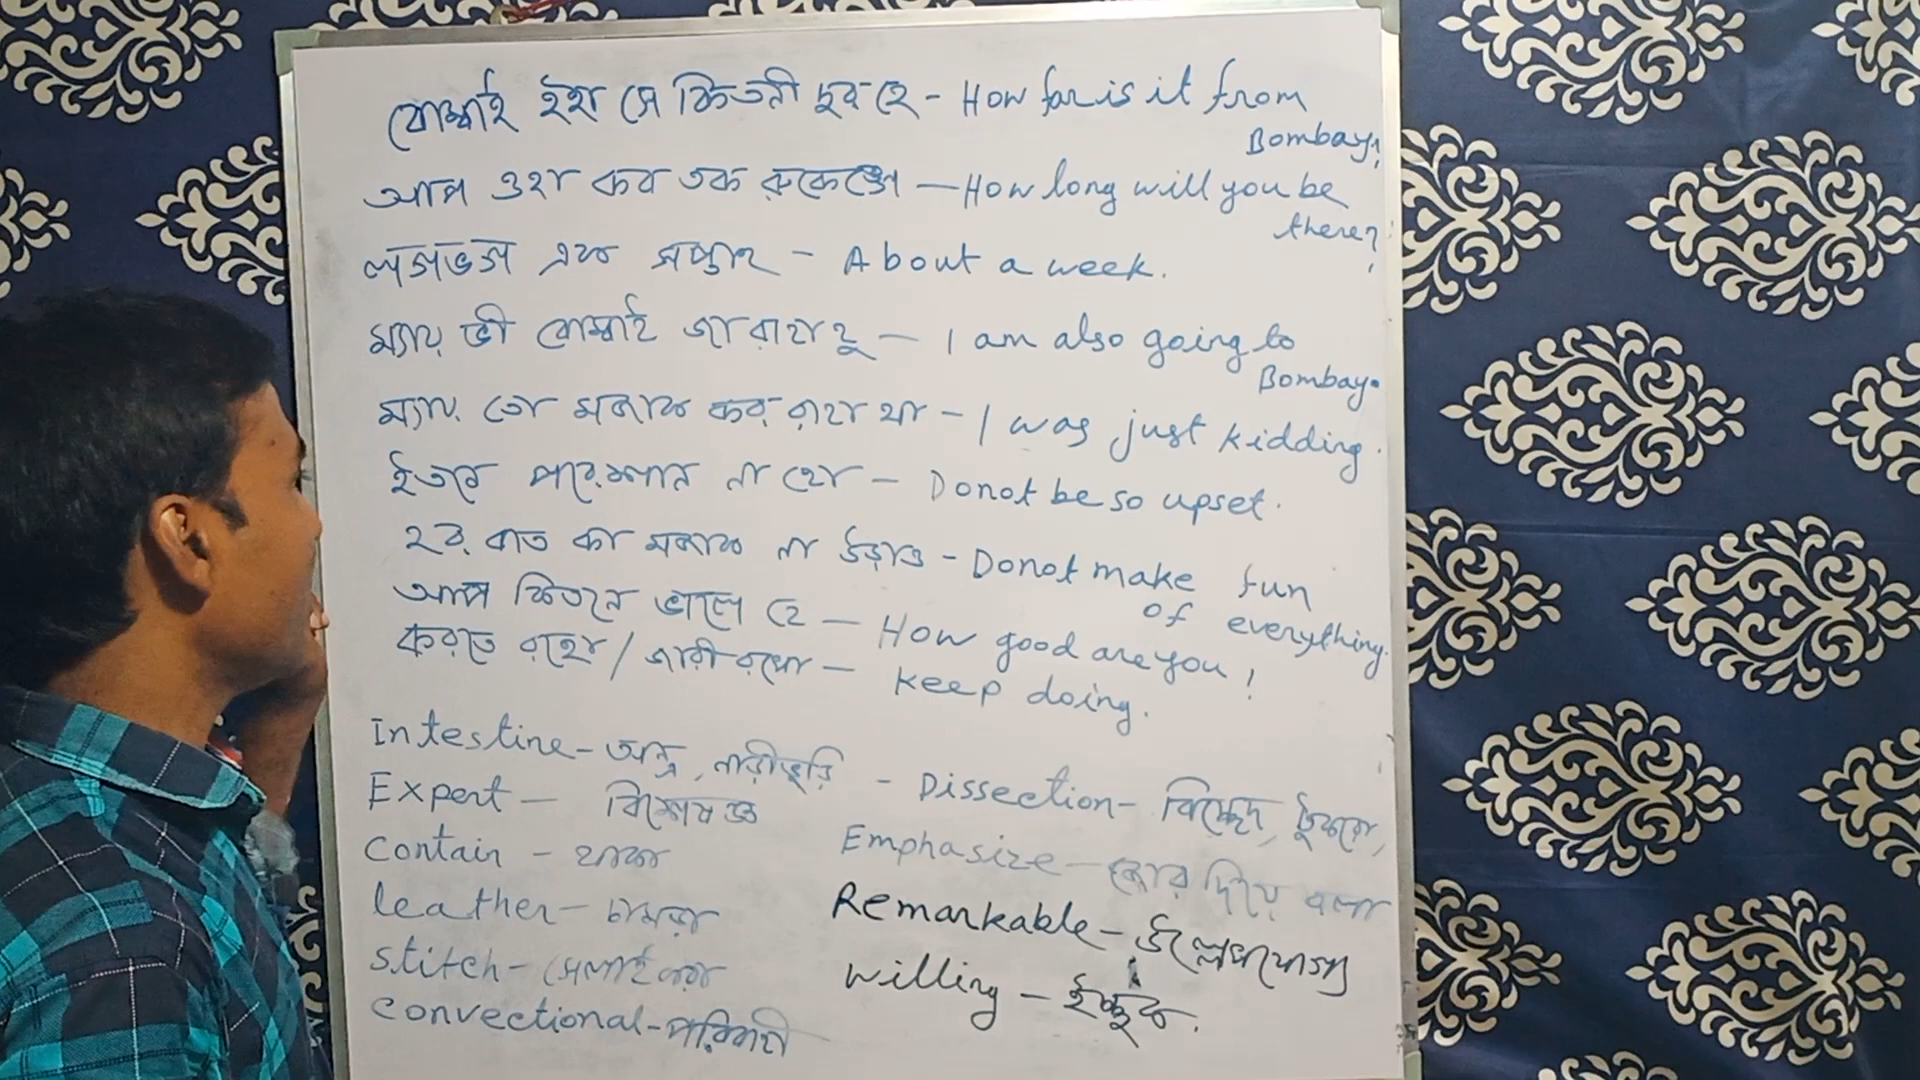 বোম্বাই ইহা সে কিতনী দূর হে - How far is it from
Bombay?
আপ ওহা কব তক রুকেঙ্গে - How long will you be
there?
লগভগ এক সপ্তাহ - About a week.
ম্যায় ভী বোম্বাই জা রাহা হূ - I am also going to
Bombay.
ম্যায় তো মজাক কর রাহা থা - I was just kidding.
ইতনে পরেশান না হো - Donot be so upset.
হর বাত কা মজাক না উড়াও - Donot make fun
of everything.
আপ কিতনে ভালে হে - How good are you!
করতে রহো / জারী রখো - Keep doing.
Intestine - অন্ত্র, নাড়ীভুড়ি - Dissection - বিচ্ছেদ, টুকরো,
Expert - বিশেষজ্ঞ
Contain - থাকা
Emphasize - জোর দিয়ে বলা
leather - চামড়া
Remarkable - উল্লেখযোগ্য
Stitch - সেলাই করা
Willing - ইচ্ছুক.
Convectional - পরিবাহী